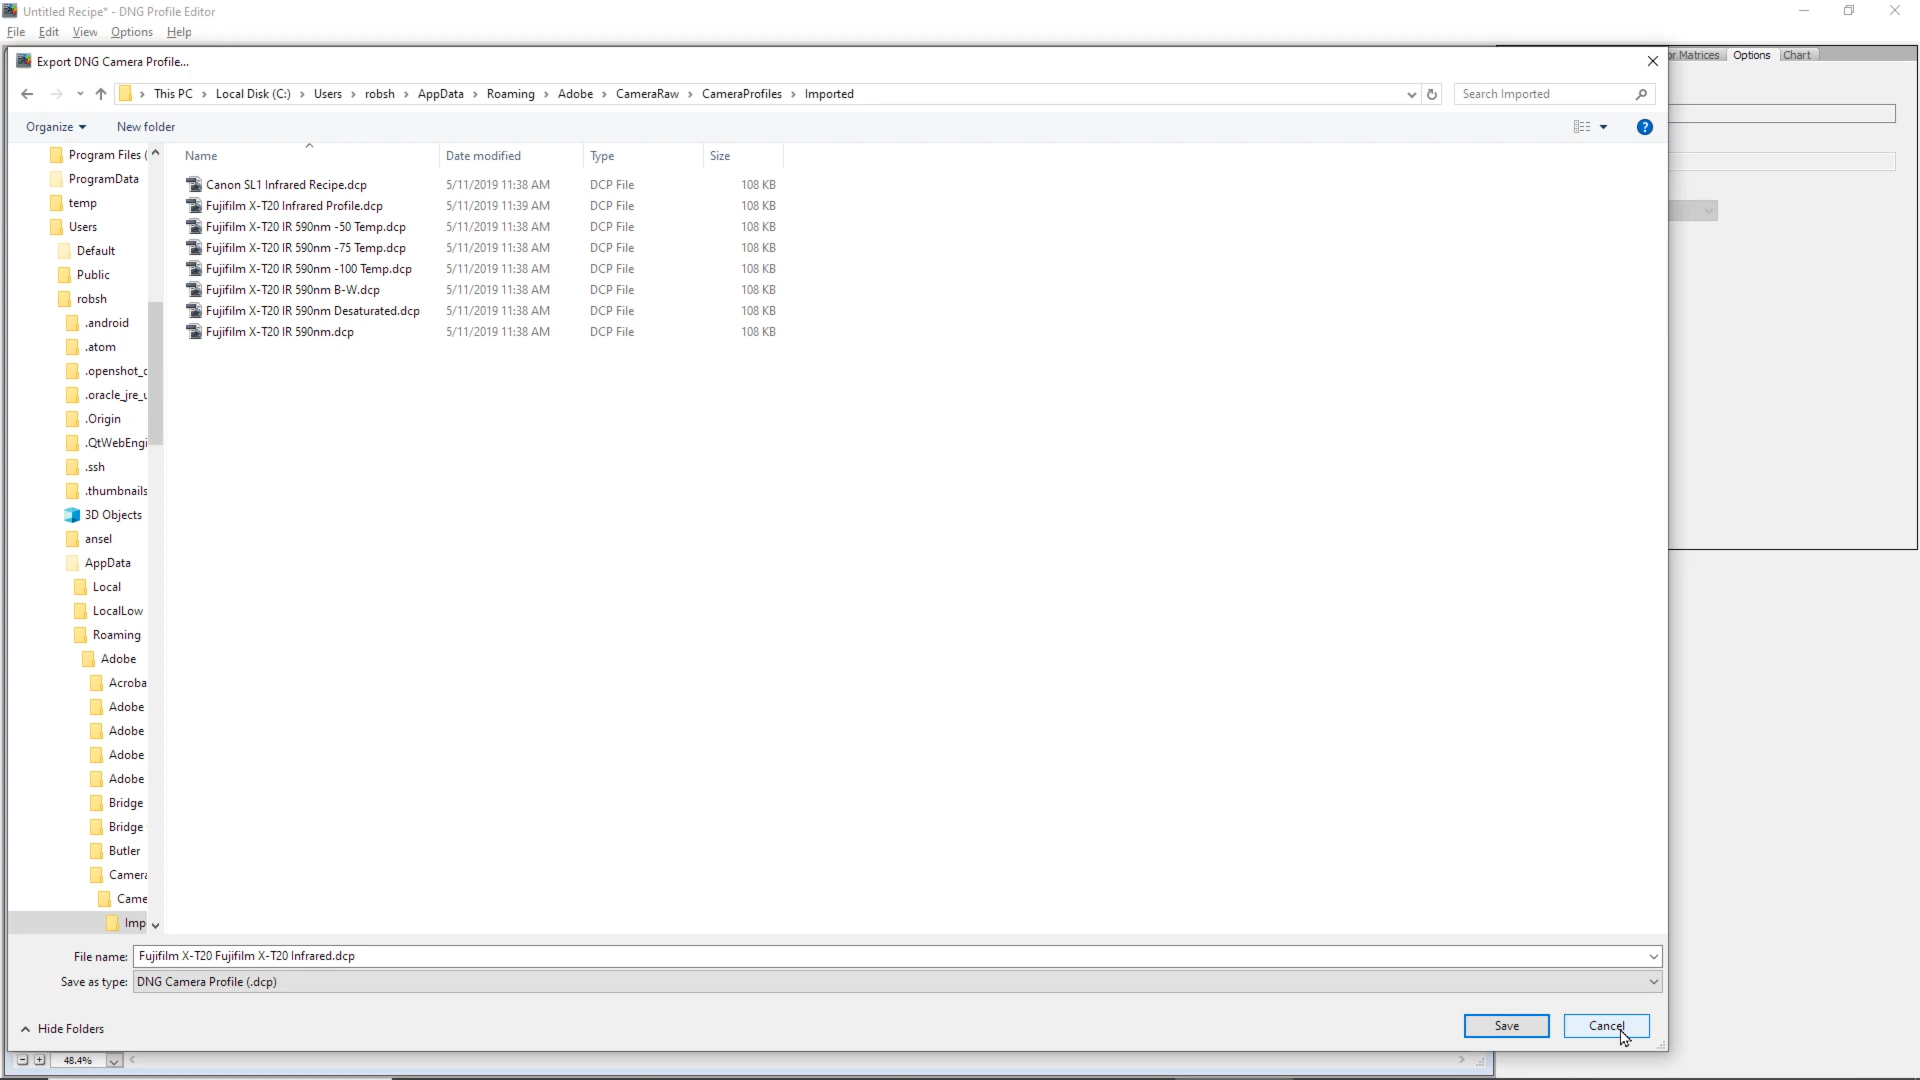 Untitled Recipe* - DNG Profile Editor
File Edit View Options Help
Export DNG Camera Profile...
or Matrices Options Chart
This PC > Local Disk (C:) > Users > robsh > AppData > Roaming > Adobe > CameraRaw > CameraProfiles > Imported
Search Imported
Organize New folder
?
Name Date modified Type Size
Program Files (
ProgramData
temp
Users
Default
Public
robsh
.android
.atom
.openshot_c
.oracle_jre_u
.Origin
.QtWebEngi
.ssh
.thumbnails
3D Objects
ansel
AppData
Local
LocalLow
Roaming
Adobe
Acroba
Adobe
Adobe
Adobe
Adobe
Bridge
Bridge
Butler
Camera
Came
Imp
Canon SL1 Infrared Recipe.dcp 5/11/2019 11:38 AM DCP File 108 KB
Fujifilm X-T20 Infrared Profile.dcp 5/11/2019 11:39 AM DCP File 108 KB
Fujifilm X-T20 IR 590nm -50 Temp.dcp 5/11/2019 11:38 AM DCP File 108 KB
Fujifilm X-T20 IR 590nm -75 Temp.dcp 5/11/2019 11:38 AM DCP File 108 KB
Fujifilm X-T20 IR 590nm -100 Temp.dcp 5/11/2019 11:38 AM DCP File 108 KB
Fujifilm X-T20 IR 590nm B-W.dcp 5/11/2019 11:38 AM DCP File 108 KB
Fujifilm X-T20 IR 590nm Desaturated.dcp 5/11/2019 11:38 AM DCP File 108 KB
Fujifilm X-T20 IR 590nm.dcp 5/11/2019 11:38 AM DCP File 108 KB
File name: Fujifilm X-T20 Fujifilm X-T20 Infrared.dcp
Save as type: DNG Camera Profile (.dcp)
Hide Folders
Save Cancel
48.4%